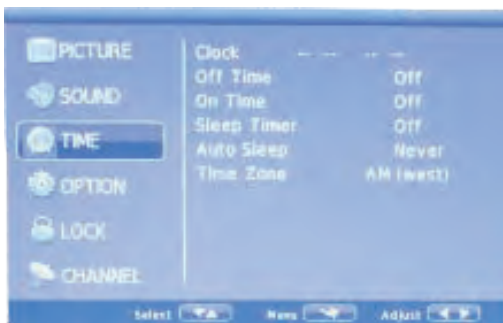 PICTURE
SOUND
TIME
OPTION
LOCK
CHANNEL
Clock -- -- -- --
Off Time Off
On Time Off
Sleep Timer Off
Auto Sleep Never
Time Zone AM (west)
Select Menu Adjust